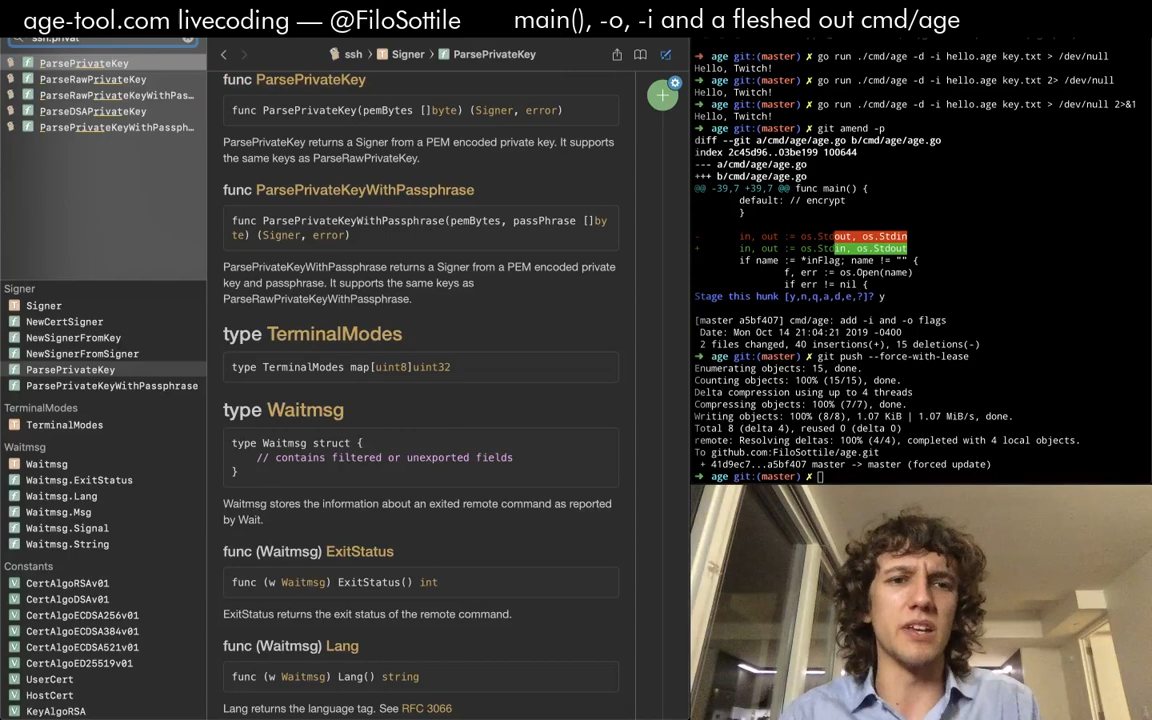 age-tool.com livecoding — @FiloSottile
main(), -o, -i and a fleshed out cmd/age
ssh:privat
ParsePrivateKey
ParseRawPrivateKey
ParseRawPrivateKeyWithPas...
ParseDSAPrivateKey
ParsePrivateKeyWithPassph...
Signer
Signer
NewCertSigner
NewSignerFromKey
NewSignerFromSigner
ParsePrivateKey
ParsePrivateKeyWithPassphrase
TerminalModes
TerminalModes
Waitmsg
Waitmsg
Waitmsg.ExitStatus
Waitmsg.Lang
Waitmsg.Msg
Waitmsg.Signal
Waitmsg.String
Constants
CertAlgoRSAv01
CertAlgoDSAv01
CertAlgoECDSA256v01
CertAlgoECDSA384v01
CertAlgoECDSA521v01
CertAlgoED25519v01
UserCert
HostCert
KeyAlgoRSA
ssh > Signer > ParsePrivateKey
func ParsePrivateKey
func ParsePrivateKey(pemBytes []byte) (Signer, error)
ParsePrivateKey returns a Signer from a PEM encoded private key. It supports
the same keys as ParseRawPrivateKey.
func ParsePrivateKeyWithPassphrase
func ParsePrivateKeyWithPassphrase(pemBytes, passPhrase []by
te) (Signer, error)
ParsePrivateKeyWithPassphrase returns a Signer from a PEM encoded private
key and passphrase. It supports the same keys as
ParseRawPrivateKeyWithPassphrase.
type TerminalModes
type TerminalModes map[uint8]uint32
type Waitmsg
type Waitmsg struct {
// contains filtered or unexported fields
}
Waitmsg stores the information about an exited remote command as reported
by Wait.
func (Waitmsg) ExitStatus
func (w Waitmsg) ExitStatus() int
ExitStatus returns the exit status of the remote command.
func (Waitmsg) Lang
func (w Waitmsg) Lang() string
Lang returns the language tag. See RFC 3066
➜ age git:(master) ✗ go run ./cmd/age -d -i hello.age key.txt > /dev/null
Hello, Twitch!
➜ age git:(master) ✗ go run ./cmd/age -d -i hello.age key.txt 2> /dev/null
Hello, Twitch!
➜ age git:(master) ✗ go run ./cmd/age -d -i hello.age key.txt > /dev/null 2>&1
Hello, Twitch!
➜ age git:(master) ✗ git amend -p
diff --git a/cmd/age/age.go b/cmd/age/age.go
index 2c45d96..03be199 100644
--- a/cmd/age/age.go
+++ b/cmd/age/age.go
@@ -39,7 +39,7 @@ func main() {
default: // encrypt
}
- in, out := os.Stdout, os.Stdin
+ in, out := os.Stdin, os.Stdout
if name := *inFlag; name != "" {
f, err := os.Open(name)
if err != nil {
Stage this hunk [y,n,q,a,d,e,?]? y
[master a5bf407] cmd/age: add -i and -o flags
Date: Mon Oct 14 21:04:21 2019 -0400
2 files changed, 40 insertions(+), 15 deletions(-)
➜ age git:(master) ✗ git push --force-with-lease
Enumerating objects: 15, done.
Counting objects: 100% (15/15), done.
Delta compression using up to 4 threads
Compressing objects: 100% (7/7), done.
Writing objects: 100% (8/8), 1.07 KiB | 1.07 MiB/s, done.
Total 8 (delta 4), reused 0 (delta 0)
remote: Resolving deltas: 100% (4/4), completed with 4 local objects.
To github.com:FiloSottile/age.git
+ 41d9ec7...a5bf407 master -> master (forced update)
➜ age git:(master) ✗